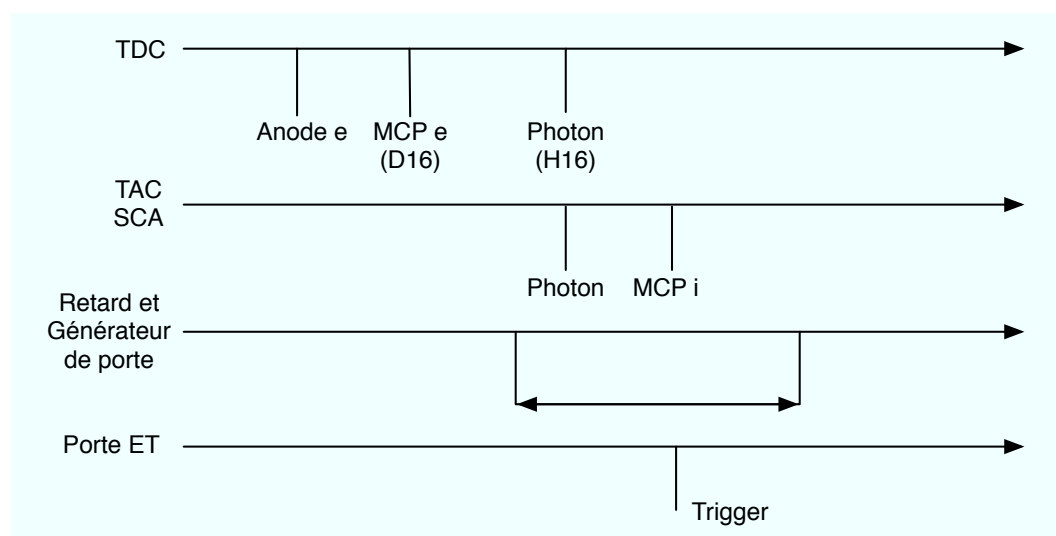 TDC
Anode e
MCP e
(D16)
Photon
(H16)
TAC
SCA
Photon
MCP i
Retard et
Générateur
de porte
Porte ET
Trigger